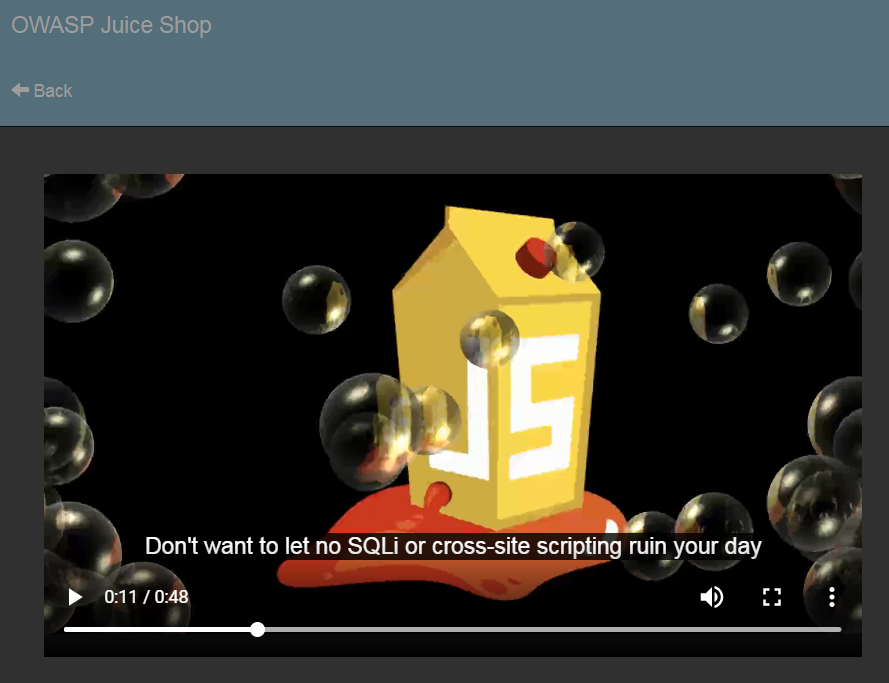 OWASP Juice Shop
Back
JS
Don't want to let no SQLi or cross-site scripting ruin your day
0:11 / 0:48